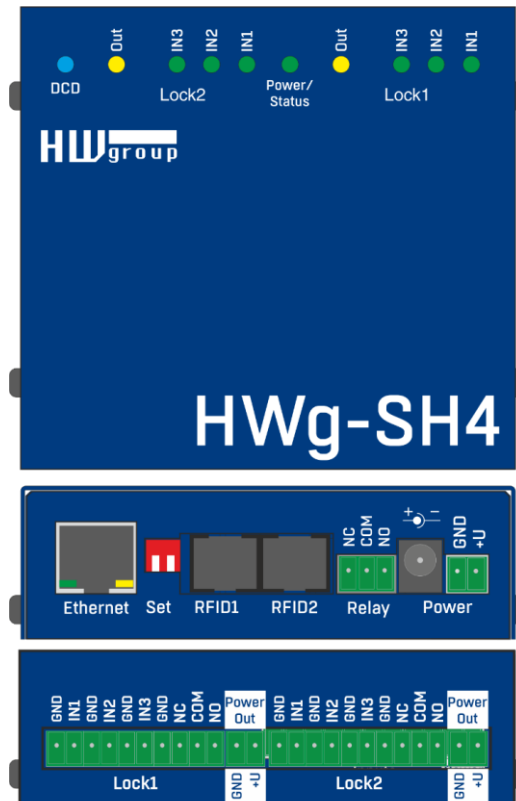 Out IN3 IN2 IN1 Out IN3 IN2 IN1
DCD Lock2 Power/ Lock1
Status
HW group
HWg-SH4
NC COM NO + − GND +U
Ethernet Set RFID1 RFID2 Relay Power
GND IN1 GND IN2 GND IN3 GND NC COM NO Power GND IN1 GND IN2 GND IN3 GND NC COM NO Power
Out Out
Lock1 GND +U Lock2 GND +U